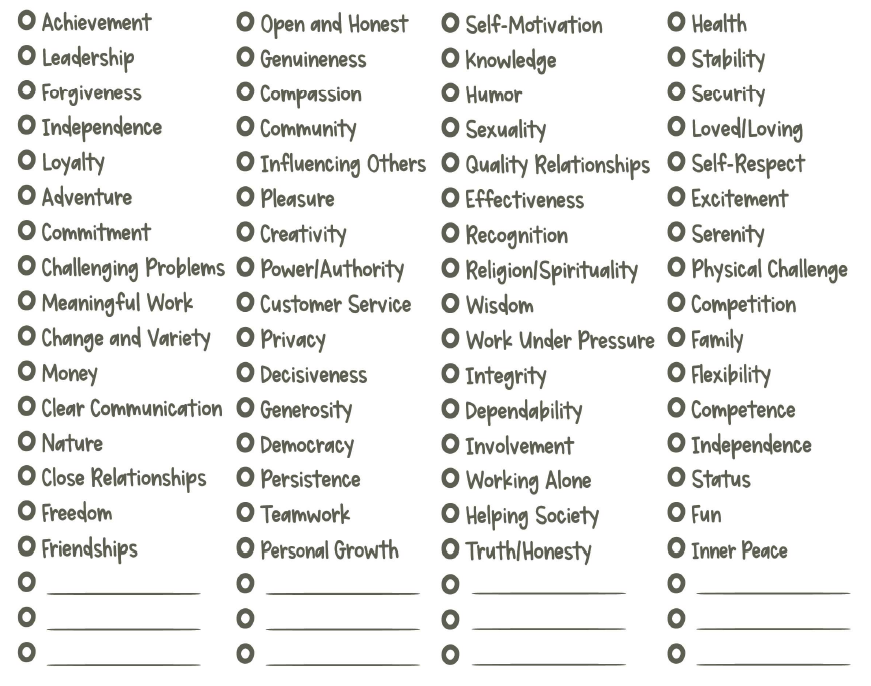 Achievement
Leadership
Forgiveness
Independence
Loyalty
Adventure
Commitment
Challenging Problems
Meaningful Work
Change and Variety
Money
Clear Communication
Nature
Close Relationships
Freedom
Friendships
Open and Honest
Genuineness
Compassion
Community
Influencing Others
Pleasure
Creativity
Power/Authority
Customer Service
Privacy
Decisiveness
Generosity
Democracy
Persistence
Teamwork
Personal Growth
Self-Motivation
Knowledge
Humor
Sexuality
Quality Relationships
Effectiveness
Recognition
Religion/Spirituality
Wisdom
Work Under Pressure
Integrity
Dependability
Involvement
Working Alone
Helping Society
Truth/Honesty
Health
Stability
Security
Loved/Loving
Self-Respect
Excitement
Serenity
Physical Challenge
Competition
Family
Flexibility
Competence
Independence
Status
Fun
Inner Peace